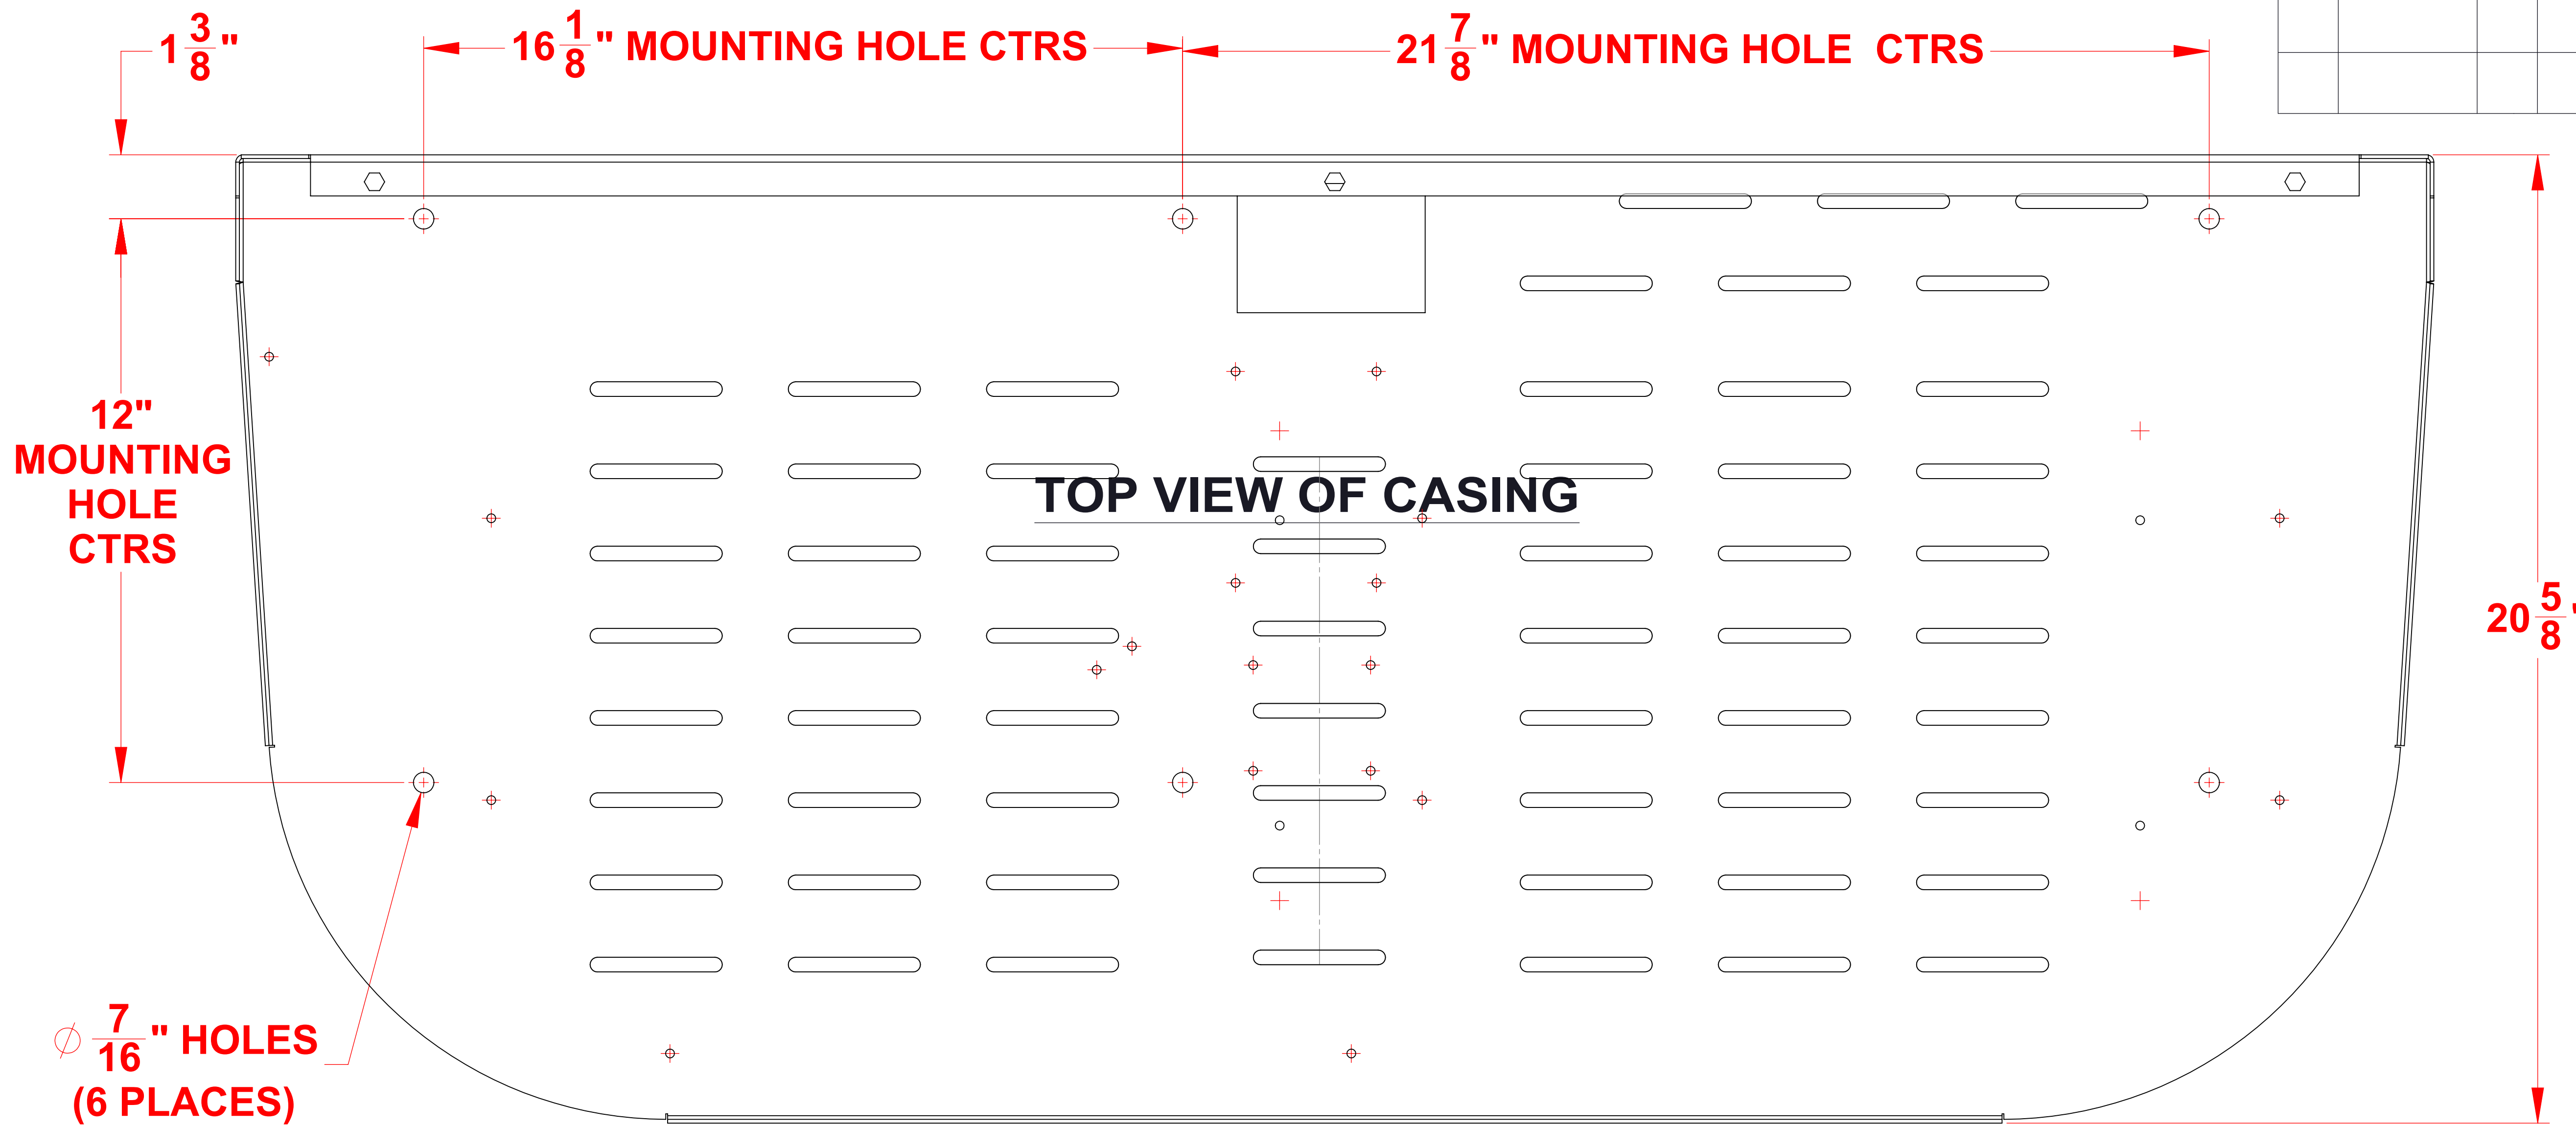 1 3/8"
16 1/8" MOUNTING HOLE CTRS
21 7/8" MOUNTING HOLE CTRS
12"
MOUNTING
HOLE
CTRS
TOP VIEW OF CASING
20 5/8"
Ø 7/16" HOLES
(6 PLACES)